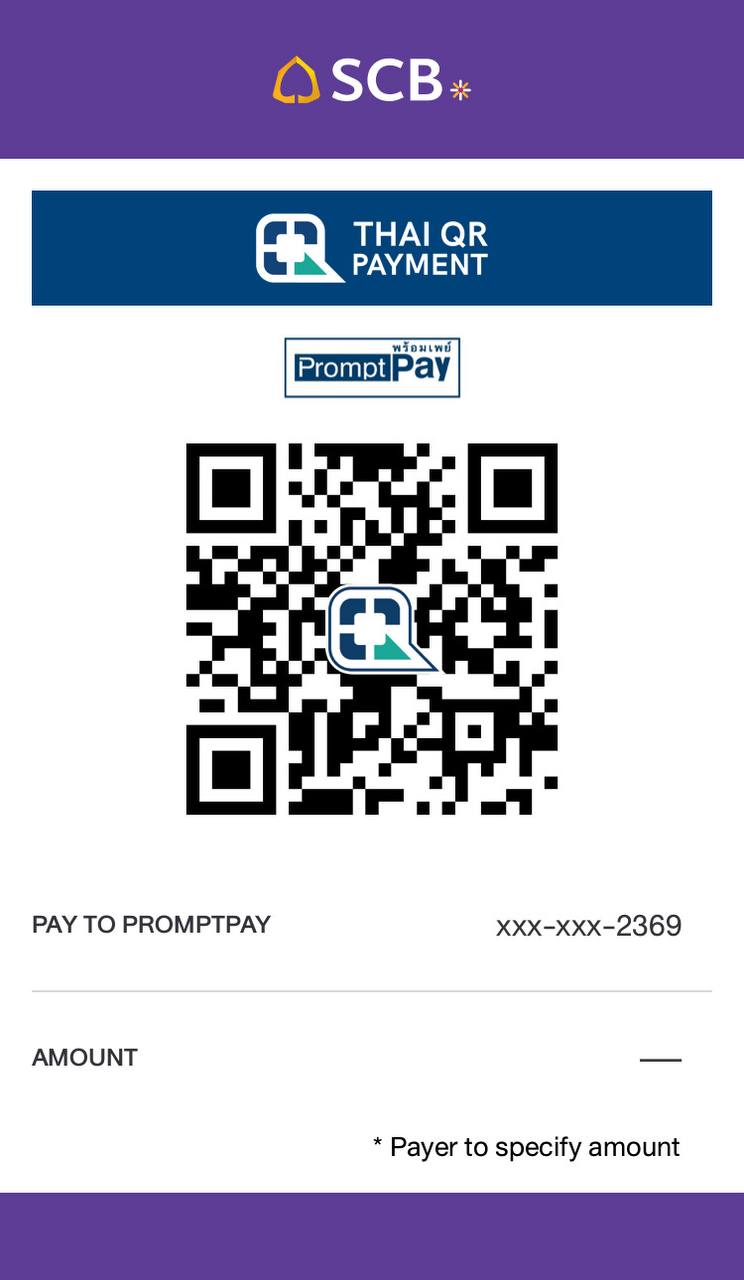 SCB
THAI QR
PAYMENT
พร้อมเพย์
PromptPay
PAY TO PROMPTPAY xxx-xxx-2369
AMOUNT —
* Payer to specify amount